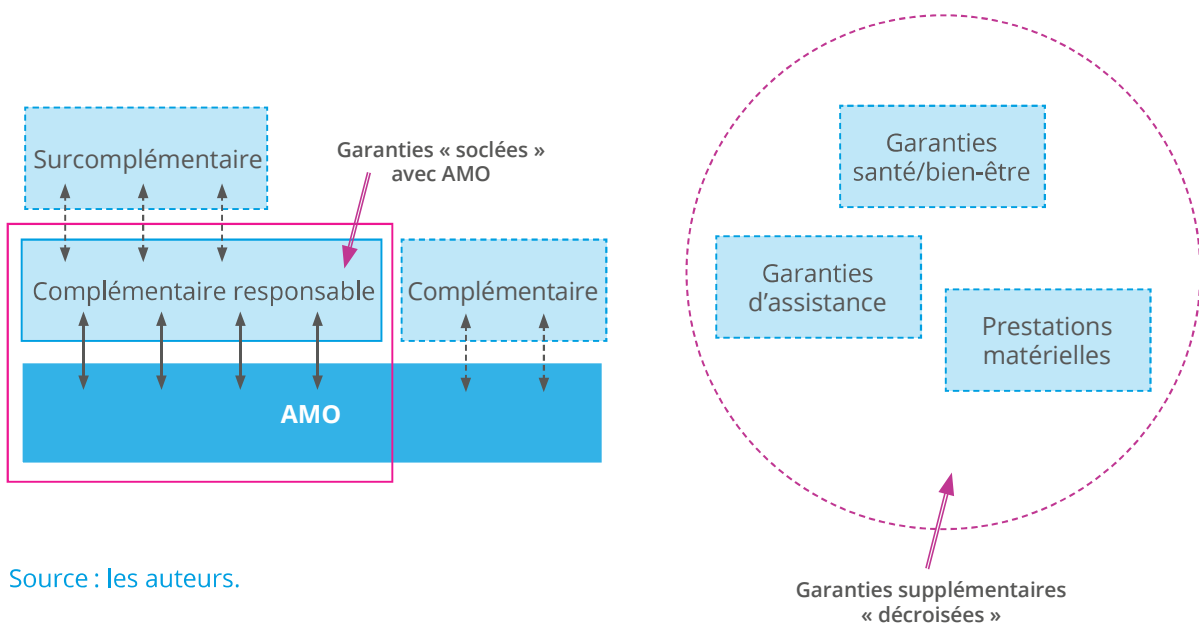 Surcomplémentaire
Garanties « soclées »
avec AMO
Complémentaire responsable
Complémentaire
AMO
Garanties
santé/bien-être
Garanties
d’assistance
Prestations
matérielles
Garanties supplémentaires
« décroisées »
Source : les auteurs.